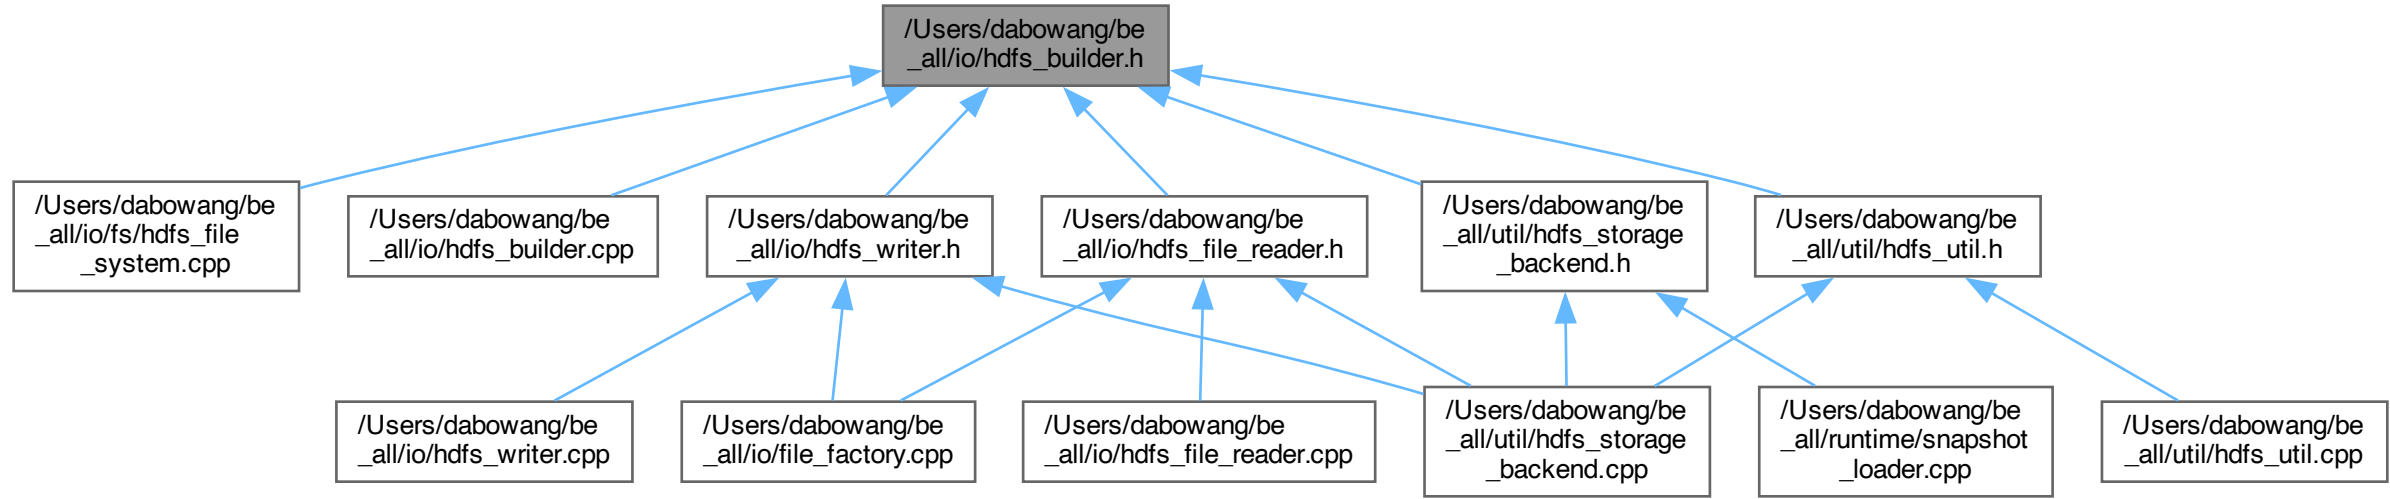 /Users/dabowang/be
_all/io/hdfs_builder.h
/Users/dabowang/be
_all/io/fs/hdfs_file
_system.cpp
/Users/dabowang/be
_all/io/hdfs_builder.cpp
/Users/dabowang/be
_all/io/hdfs_writer.h
/Users/dabowang/be
_all/io/hdfs_file_reader.h
/Users/dabowang/be
_all/util/hdfs_storage
_backend.h
/Users/dabowang/be
_all/util/hdfs_util.h
/Users/dabowang/be
_all/io/hdfs_writer.cpp
/Users/dabowang/be
_all/io/file_factory.cpp
/Users/dabowang/be
_all/io/hdfs_file_reader.cpp
/Users/dabowang/be
_all/util/hdfs_storage
_backend.cpp
/Users/dabowang/be
_all/runtime/snapshot
_loader.cpp
/Users/dabowang/be
_all/util/hdfs_util.cpp